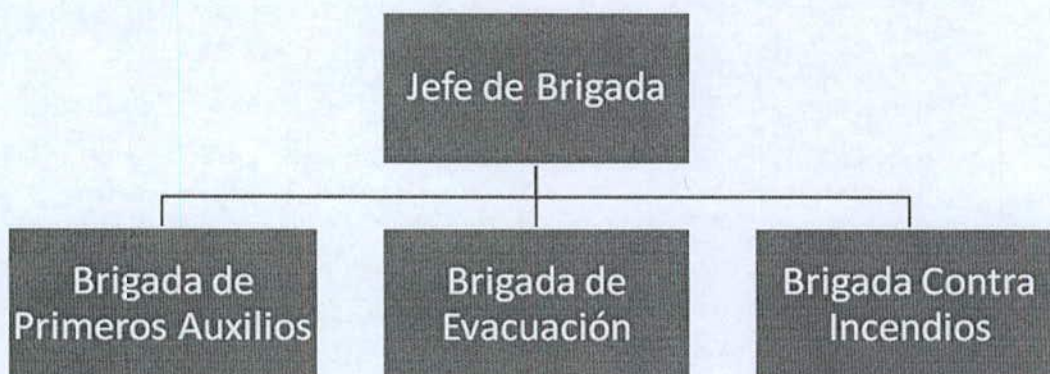 Jefe de Brigada
Brigada de
Primeros Auxilios
Brigada de
Evacuación
Brigada Contra
Incendios